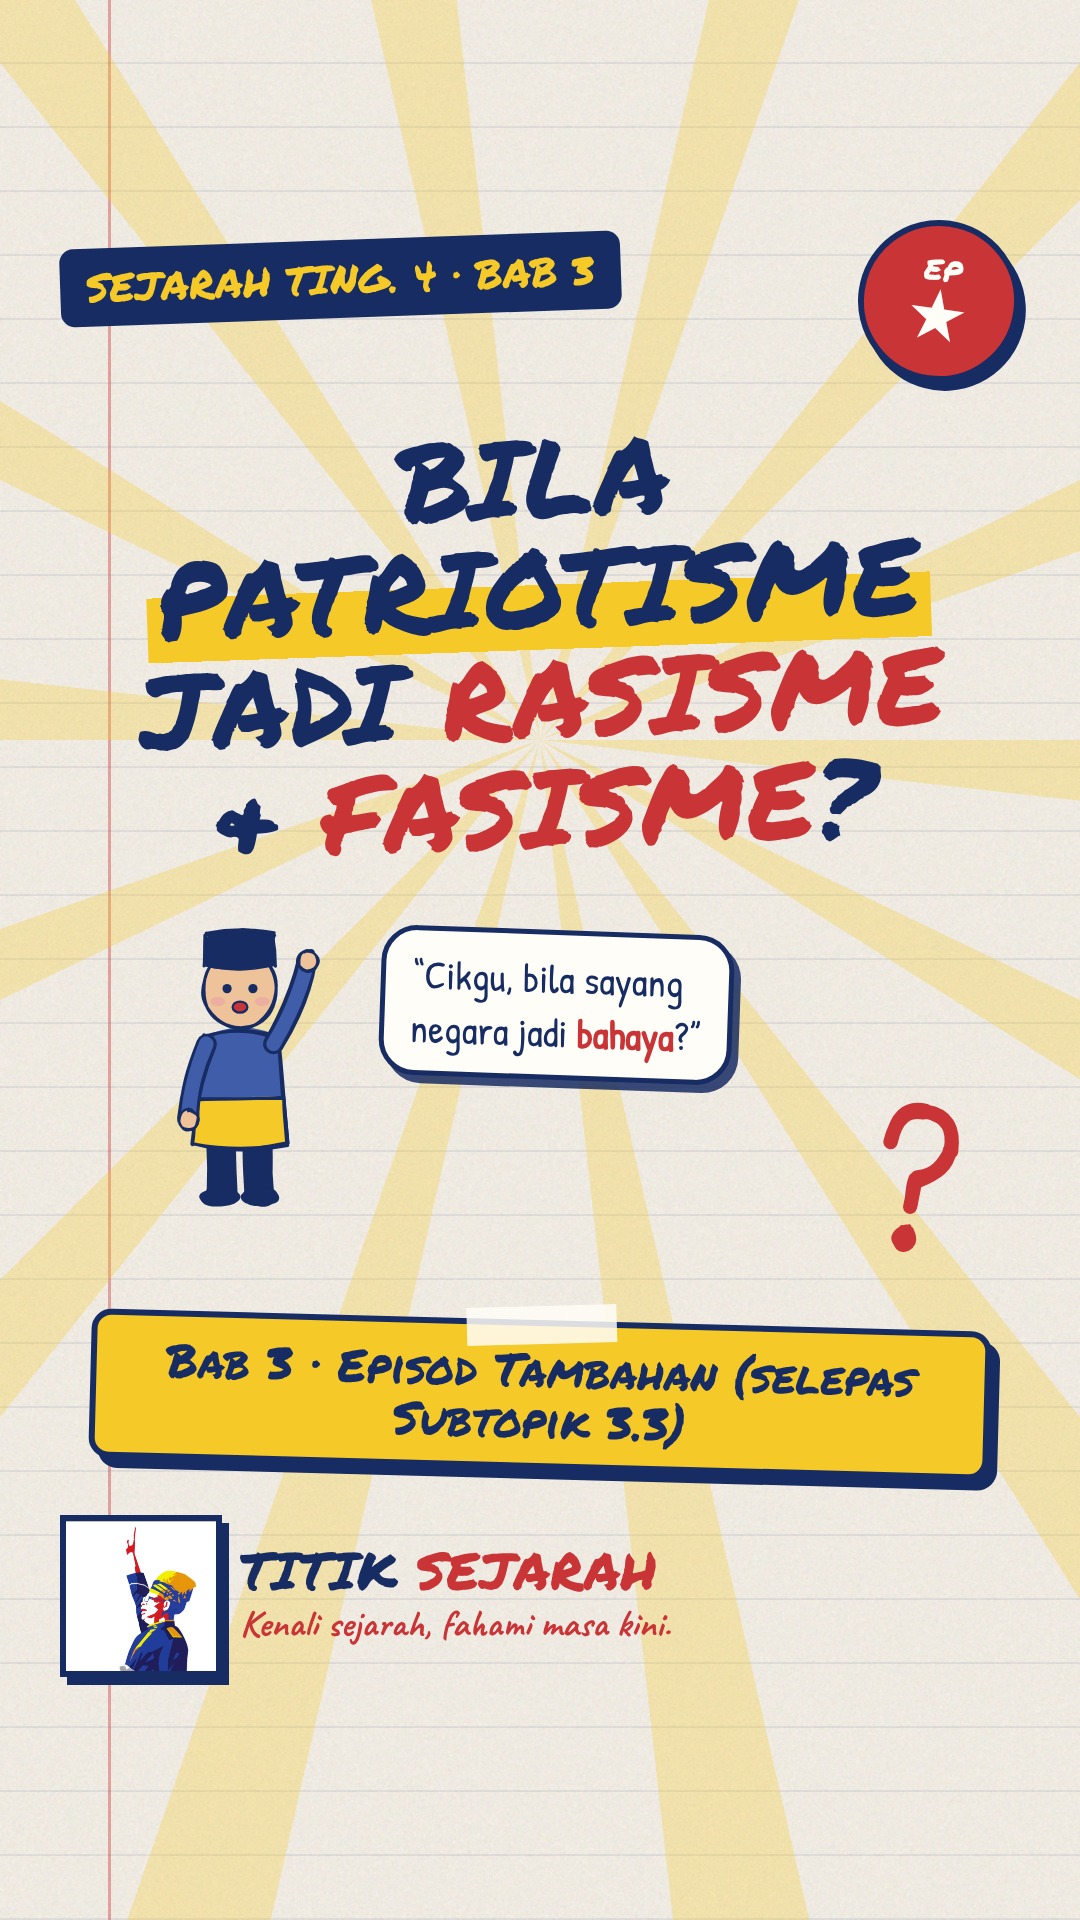 SEJARAH TING. 4 · BAB 3
EP
BILA
PATRIOTISME
JADI RASISME
& FASISME?
“Cikgu, bila sayang
negara jadi bahaya?”
?
BAB 3 · EPISOD TAMBAHAN (SELEPAS
SUBTOPIK 3.3)
TITIK SEJARAH
Kenali sejarah, fahami masa kini.